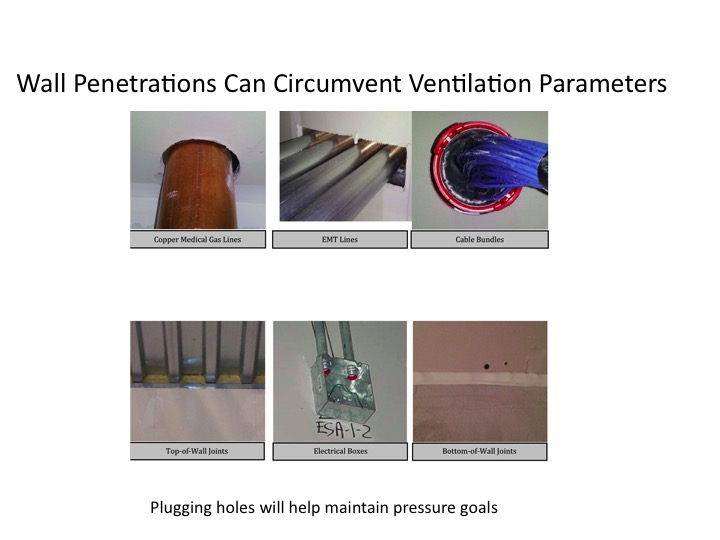 Wall Penetrations Can Circumvent Ventilation Parameters
Copper Medical Gas Lines
EMT Lines
Cable Bundles
ESA-1-2
Top-of-Wall Joints
Electrical Boxes
Bottom-of-Wall Joints
Plugging holes will help maintain pressure goals